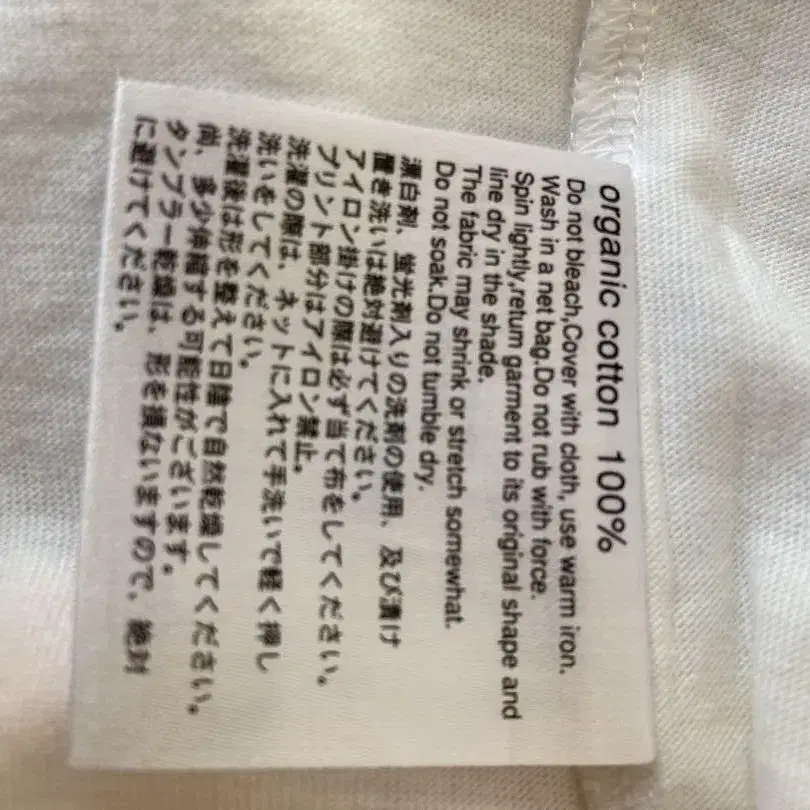 organic cotton 100%
Do not bleach,Cover with cloth, use warm iron.
Wash in a net bag.Do not rub with force.
Spin lightly,return garment to its original shape and
line dry in the shade.
The fabric may shrink or stretch somewhat.
Do not soak.Do not tumble dry.
漂白剤、蛍光剤入りの洗剤の使用、及び漬け
置き洗いは絶対避けてください。
アイロン掛けの際は必ず当て布をしてください。
プリント部分はアイロン禁止。
洗濯の際は、ネットに入れて手洗いで軽く押し
洗いをしてください。
洗濯後は形を整えて日陰で自然乾燥してください。
尚、多少伸縮する可能性がございます。
タンブラー乾燥は、形を損ないますので、絶対
に避けてください。